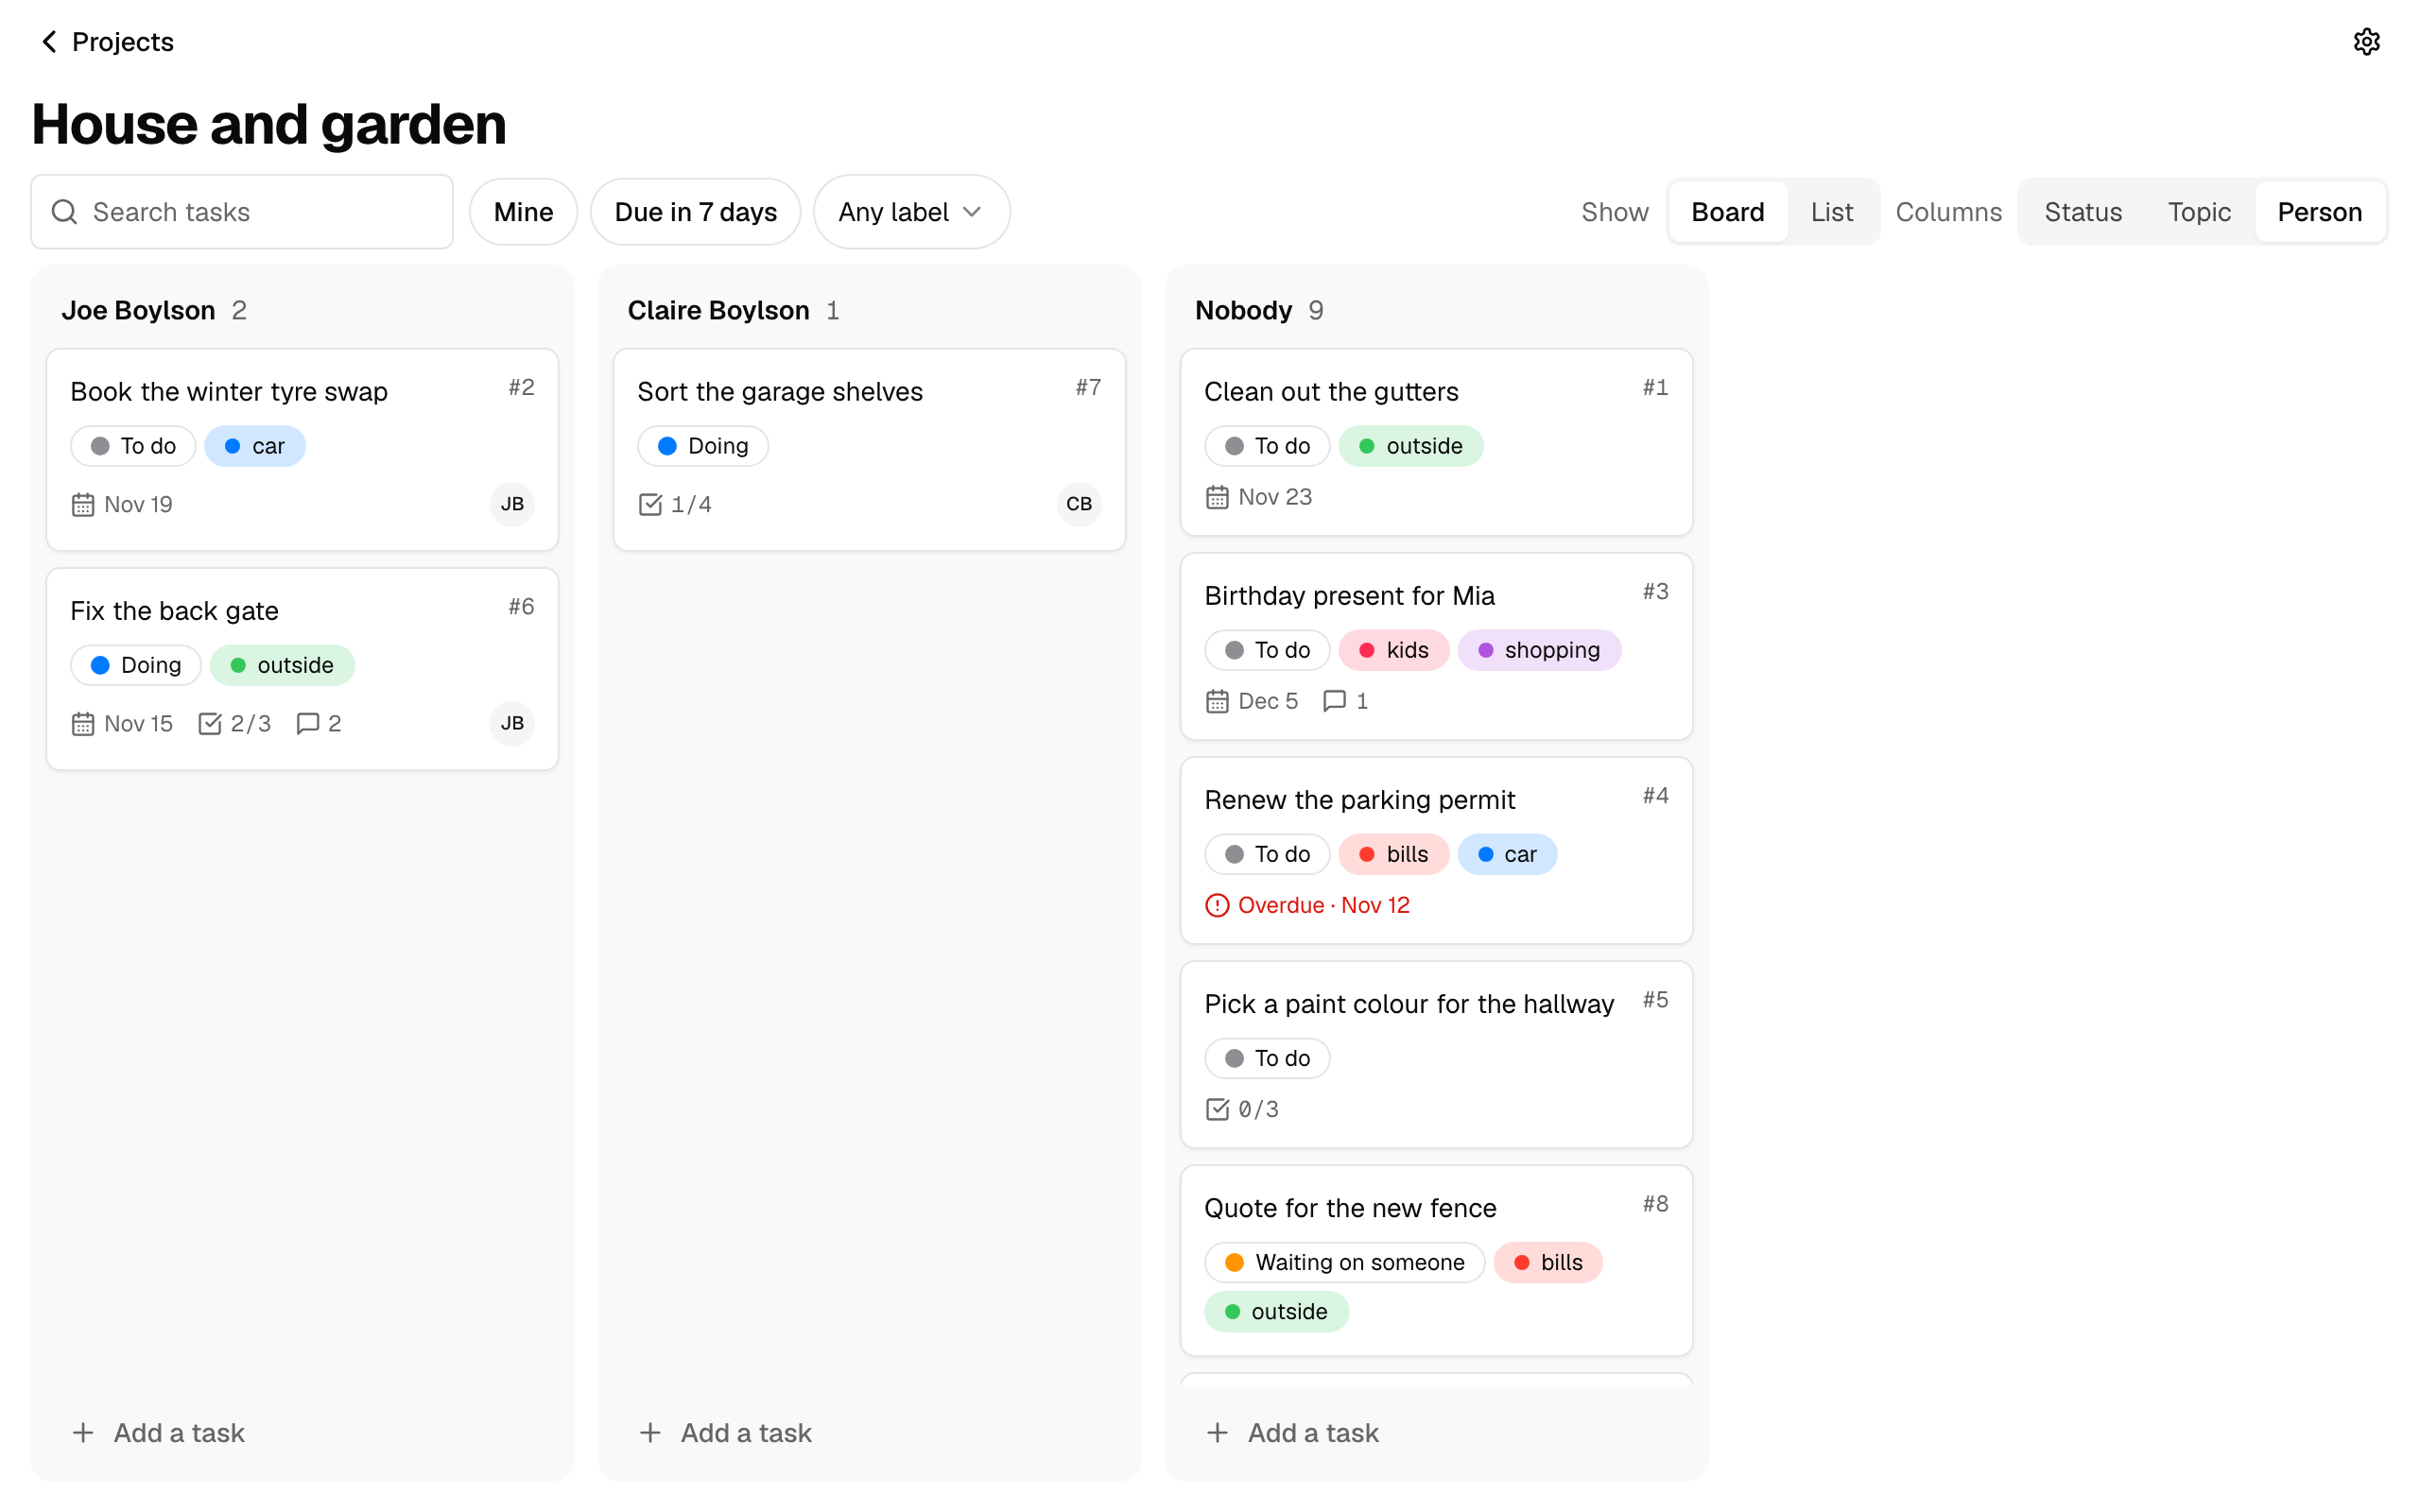 Projects
House and garden
Search tasks
Mine
Due in 7 days
Any label
Show
Board
List
Columns
Status
Topic
Person
Joe Boylson 2
Book the winter tyre swap #2
To do car
Nov 19 JB
Fix the back gate #6
Doing outside
Nov 15 2/3 2 JB
Add a task
Claire Boylson 1
Sort the garage shelves #7
Doing
1/4 CB
Add a task
Nobody 9
Clean out the gutters #1
To do outside
Nov 23
Birthday present for Mia #3
To do kids shopping
Dec 5 1
Renew the parking permit #4
To do bills car
Overdue · Nov 12
Pick a paint colour for the hallway #5
To do
0/3
Quote for the new fence #8
Waiting on someone bills
outside
Add a task